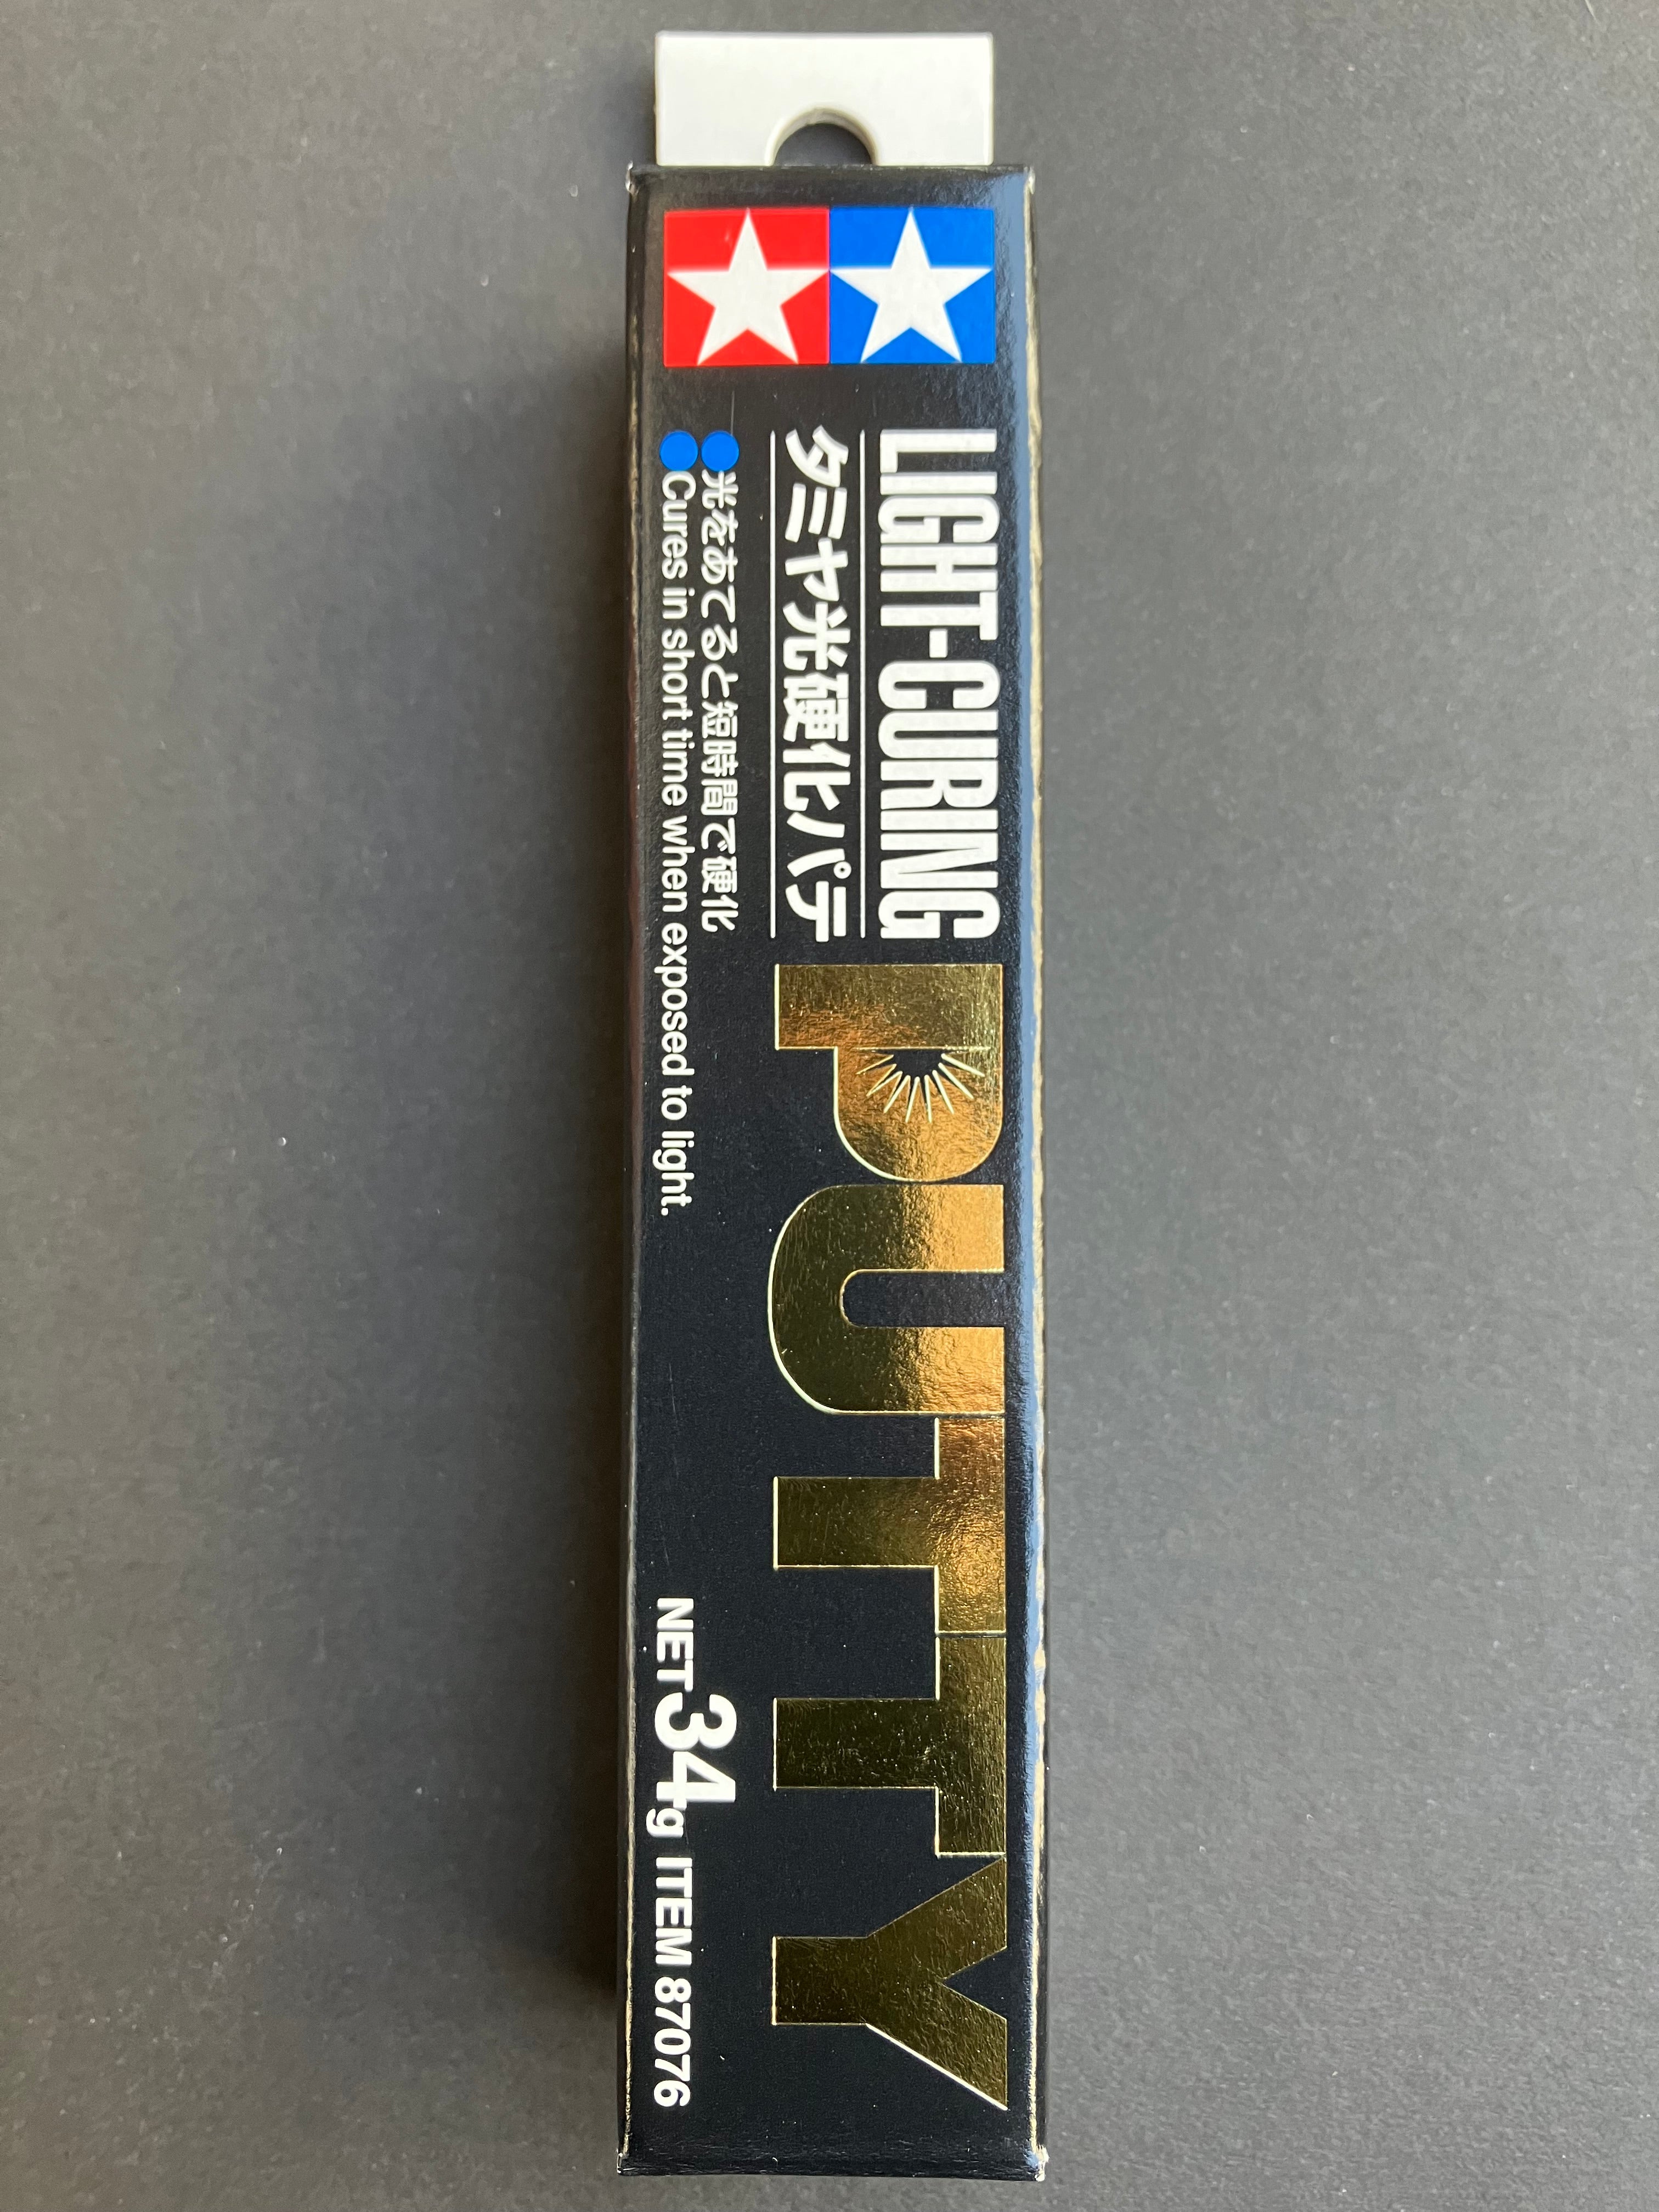 LIGHT-CURING
タミヤ光硬化パテ
PUTTY
●光をあてると短時間で硬化
●Cures in short time when exposed to light.
NET 34g ITEM 87076